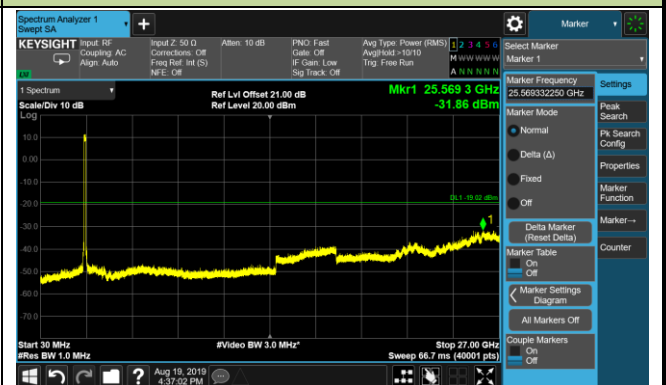 Spectrum Analyzer 1
Swept SA
+
Marker
KEYSIGHT
Input: RF
Coupling: AC
Align: Auto
Input Z: 50 Ω
Corrections: Off
Freq Ref: Int (S)
NFE: Off
Atten: 10 dB
PNO: Fast
Gate: Off
IF Gain: Low
Sig Track: Off
Avg Type: Power (RMS)
Avg|Hold:>10/10
Trig: Free Run
1 2 3 4 5 6
M W W W W W
A N N N N N
Select Marker
Marker 1
1 Spectrum
Scale/Div 10 dB
Log
Ref Lvl Offset 21.00 dB
Ref Level 20.00 dBm
Mkr1 25.569 3 GHz
-31.86 dBm
Marker Frequency
25.569332250 GHz
Settings
Marker Mode
Normal
Delta (Δ)
Fixed
Off
Delta Marker
(Reset Delta)
Marker Table
On
Off
Marker Settings
Diagram
All Markers Off
Couple Markers
On
Off
Peak
Search
Pk Search
Config
Properties
Marker
Function
Marker→
Counter
10.0
0.00
-10.0
-20.0
-30.0
-40.0
-50.0
-60.0
-70.0
DL1 -19.02 dBm
1
Start 30 MHz
#Res BW 1.0 MHz
#Video BW 3.0 MHz*
Stop 27.00 GHz
Sweep 66.7 ms (40001 pts)
?
Aug 19, 2019
4:37:02 PM